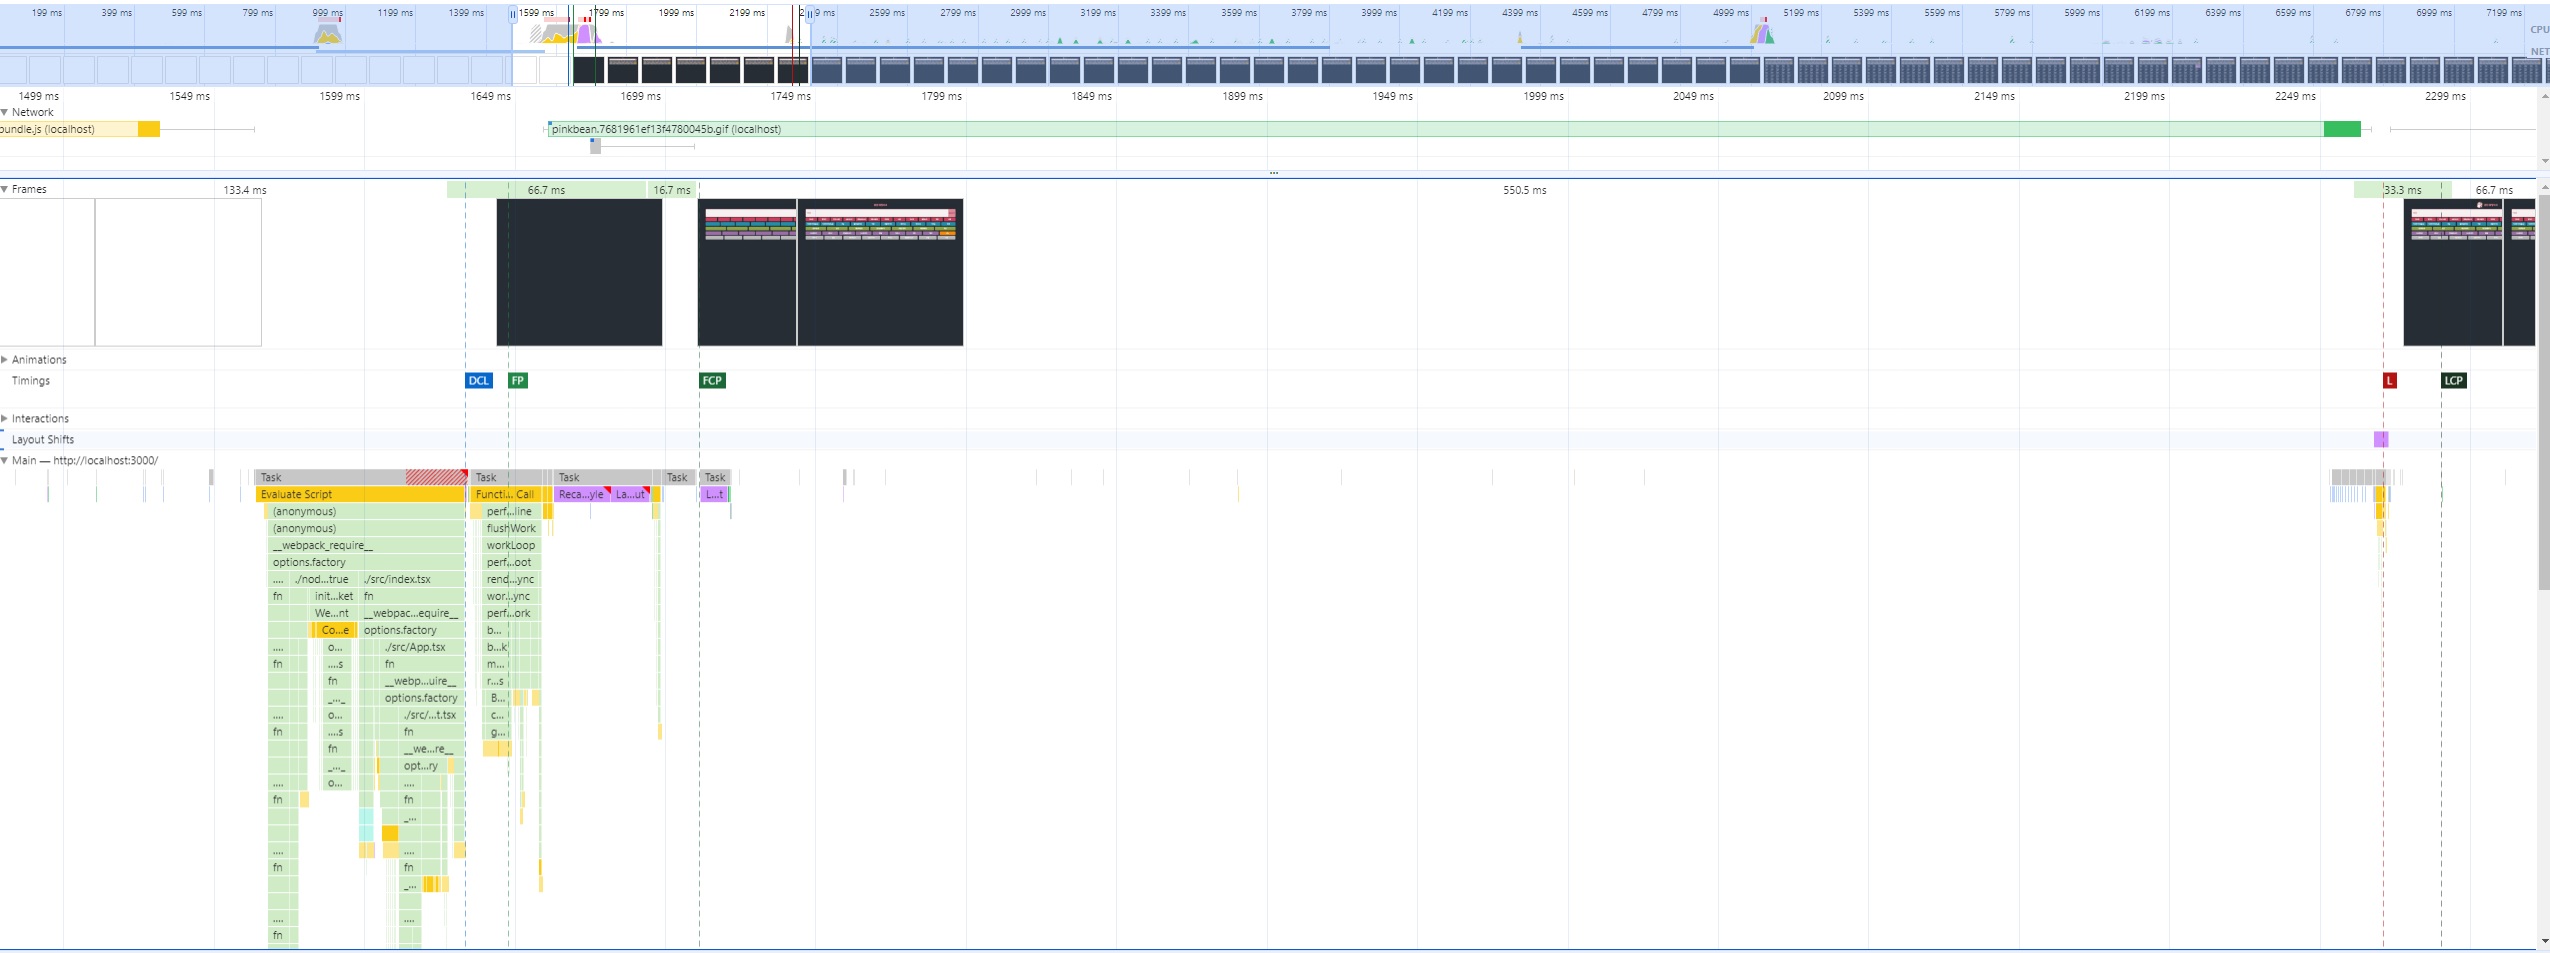 199 ms 399 ms 599 ms 799 ms 999 ms 1199 ms 1399 ms 1599 ms 1799 ms 1999 ms 2199 ms 2 9 ms 2599 ms 2799 ms 2999 ms 3199 ms 3399 ms 3599 ms 3799 ms 3999 ms 4199 ms 4399 ms 4599 ms 4799 ms 4999 ms 5199 ms 5399 ms 5599 ms 5799 ms 5999 ms 6199 ms 6399 ms 6599 ms 6799 ms 6999 ms 7199 ms
CPU
NET
1499 ms 1549 ms 1599 ms 1649 ms 1699 ms 1749 ms 1799 ms 1849 ms 1899 ms 1949 ms 1999 ms 2049 ms 2099 ms 2149 ms 2199 ms 2249 ms 2299 ms
Network
bundle.js (localhost) pinkbean.7681961ef13f4780045b.gif (localhost)
...
Frames 133.4 ms 66.7 ms 16.7 ms 550.5 ms 33.3 ms 66.7 ms
Animations
Timings DCL FP FCP L LCP
Interactions
Layout Shifts
Main — http://localhost:3000/
Task Task Task Task Task
Evaluate Script Functi... Call Reca...yle La...ut L...t
(anonymous) perf...line
(anonymous) flushWork
__webpack_require__ workLoop
options.factory perf...oot
.... ./nod...true ./src/index.tsx rend...ync
fn init...ket fn wor...ync
We...nt __webpac...equire__ perf...ork
Co...e options.factory b...
.... o... ./src/App.tsx b...k
fn ....s fn m...
fn __webp...uire__ r...s
_..._ options.factory B...
.... o... ./src/...t.tsx c...
fn ....s fn g...
fn __we...re__
_..._ opt...ry
.... o... ....
fn fn
_...
.... ....
fn fn
_...
.... ....
fn